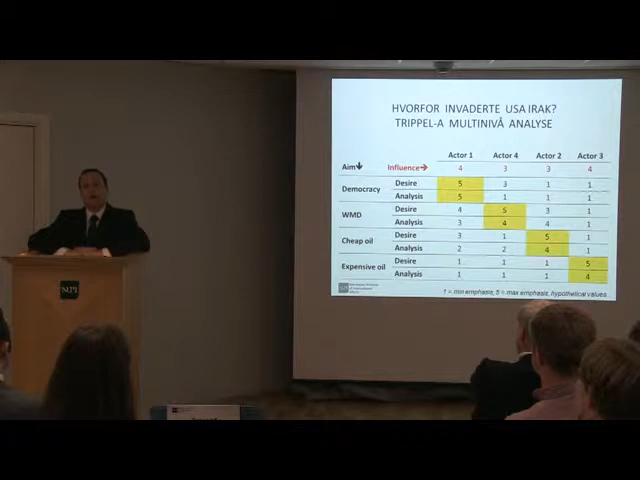 HVORFOR INVADERTE USA IRAK?
TRIPPEL-A MULTINIVÅ ANALYSE
Actor 1 Actor 4 Actor 2 Actor 3
Aim↓ Influence→ 4 3 3 4
Democracy Desire 5 3 1 1
Analysis 5 1 1 1
WMD Desire 4 5 3 1
Analysis 3 4 4 1
Cheap oil Desire 3 1 5 1
Analysis 2 2 4 1
Expensive oil Desire 1 1 1 5
Analysis 1 1 1 4
1 = min emphasis, 5 = max emphasis, hypothetical values
NUPI